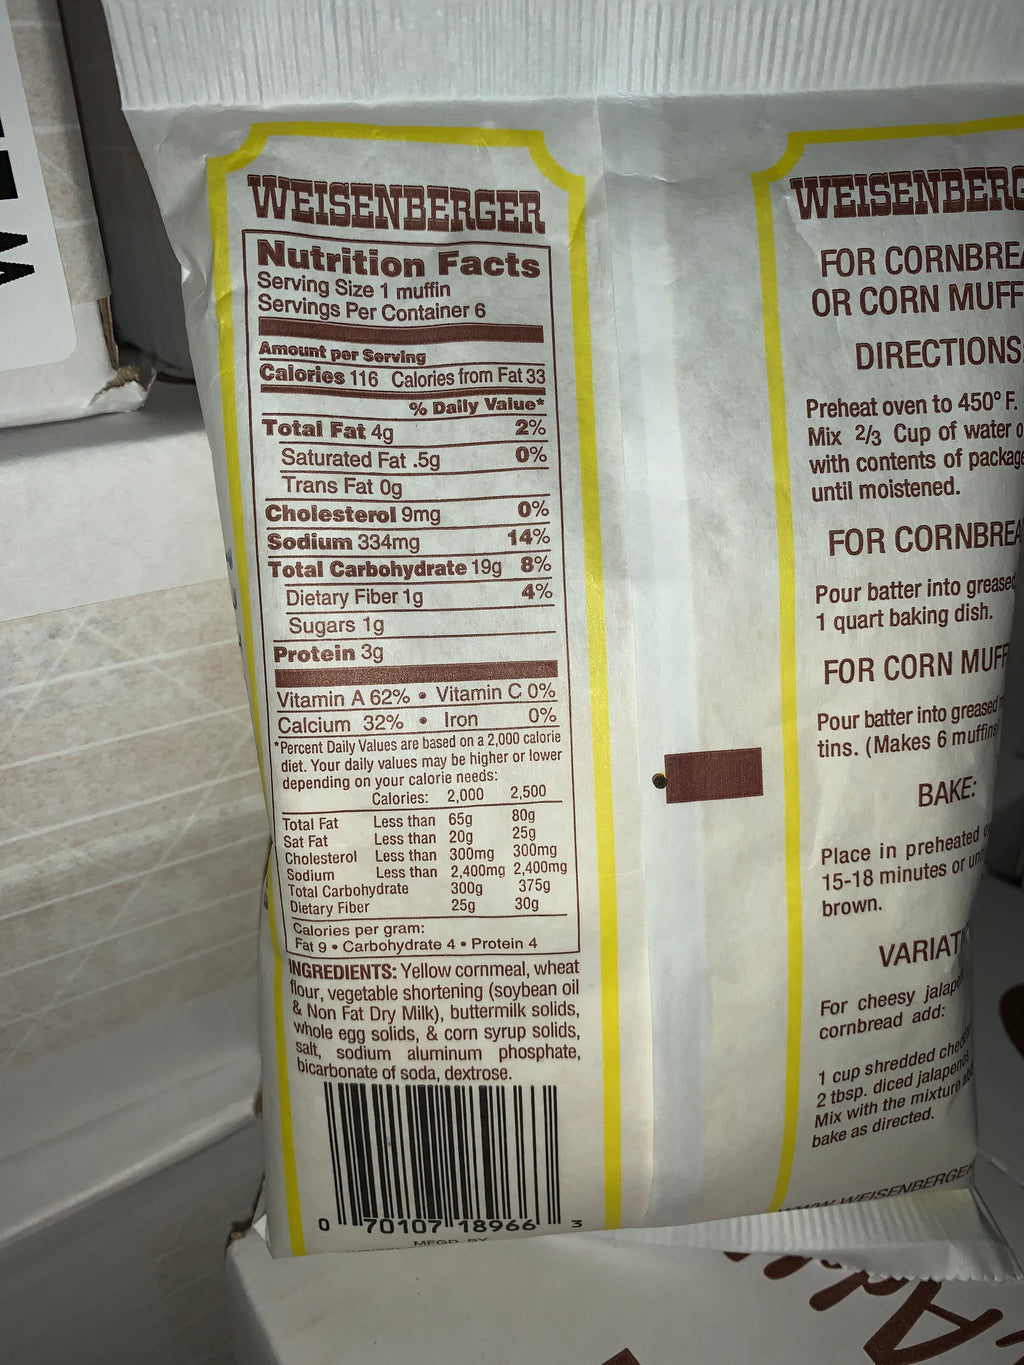 WEISENBERGER
Nutrition Facts
Serving Size 1 muffin
Servings Per Container 6
Amount per Serving
Calories 116 Calories from Fat 33
% Daily Value*
Total Fat 4g 2%
Saturated Fat .5g 0%
Trans Fat 0g
Cholesterol 9mg 0%
Sodium 334mg 14%
Total Carbohydrate 19g 8%
Dietary Fiber 1g 4%
Sugars 1g
Protein 3g
Vitamin A 62% • Vitamin C 0%
Calcium 32% • Iron 0%
*Percent Daily Values are based on a 2,000 calorie
diet. Your daily values may be higher or lower
depending on your calorie needs:
Calories: 2,000 2,500
Total Fat Less than 65g 80g
Sat Fat Less than 20g 25g
Cholesterol Less than 300mg 300mg
Sodium Less than 2,400mg 2,400mg
Total Carbohydrate 300g 375g
Dietary Fiber 25g 30g
Calories per gram:
Fat 9 • Carbohydrate 4 • Protein 4
INGREDIENTS: Yellow cornmeal, wheat
flour, vegetable shortening (soybean oil
& Non Fat Dry Milk), buttermilk solids,
whole egg solids, & corn syrup solids,
salt, sodium aluminum phosphate,
bicarbonate of soda, dextrose.
0 70107 18966 3
MFGD. BY
WEISENBERG
FOR CORNBREA
OR CORN MUFF
DIRECTIONS:
Preheat oven to 450° F.
Mix 2/3 Cup of water o
with contents of package
until moistened.
FOR CORNBREA
Pour batter into greased
1 quart baking dish.
FOR CORN MUFF
Pour batter into greased m
tins. (Makes 6 muffins
BAKE:
Place in preheated o
15-18 minutes or un
brown.
VARIAT
For cheesy jalape
cornbread add:
1 cup shredded ched
2 tbsp. diced jalapenos
Mix with the mixture
bake as directed.
WWW.WEISENBERGER